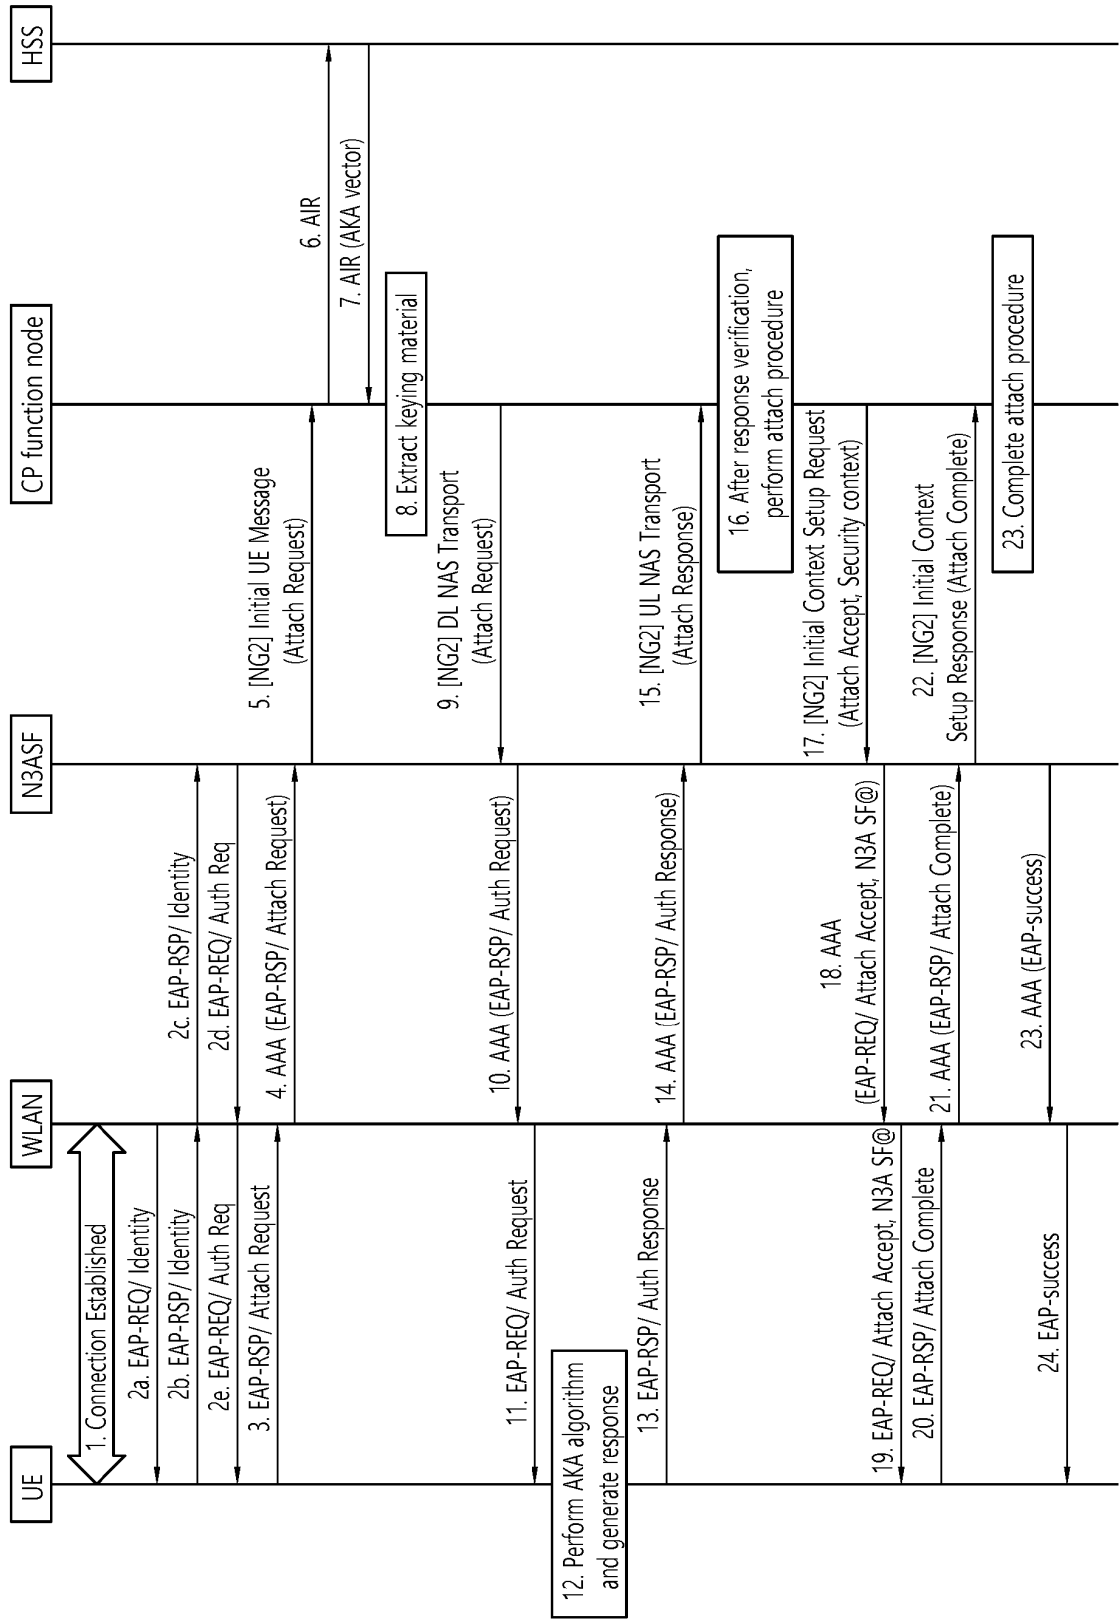 UE
WLAN
N3ASF
CP function node
HSS
1. Connection Established
2a. EAP-REQ/ Identity
2b. EAP-RSP/ Identity
2c. EAP-RSP/ Identity
2d. EAP-REQ/ Auth Req
2e. EAP-REQ/ Auth Req
3. EAP-RSP/ Attach Request
4. AAA (EAP-RSP/ Attach Request)
5. [NG2] Initial UE Message
(Attach Request)
6. AIR
7. AIR (AKA vector)
8. Extract keying material
9. [NG2] DL NAS Transport
(Attach Request)
10. AAA (EAP-RSP/ Auth Request)
11. EAP-REQ/ Auth Request
12. Perform AKA algorithm
and generate response
13. EAP-RSP/ Auth Response
14. AAA (EAP-RSP/ Auth Response)
15. [NG2] UL NAS Transport
(Attach Response)
16. After response verification,
perform attach procedure
17. [NG2] Initial Context Setup Request
(Attach Accept, Security context)
18. AAA
(EAP-REQ/ Attach Accept, N3A SF@)
19. EAP-REQ/ Attach Accept, N3A SF@
20. EAP-RSP/ Attach Complete
21. AAA (EAP-RSP/ Attach Complete)
22. [NG2] Initial Context
Setup Response (Attach Complete)
23. Complete attach procedure
23. AAA (EAP-success)
24. EAP-success